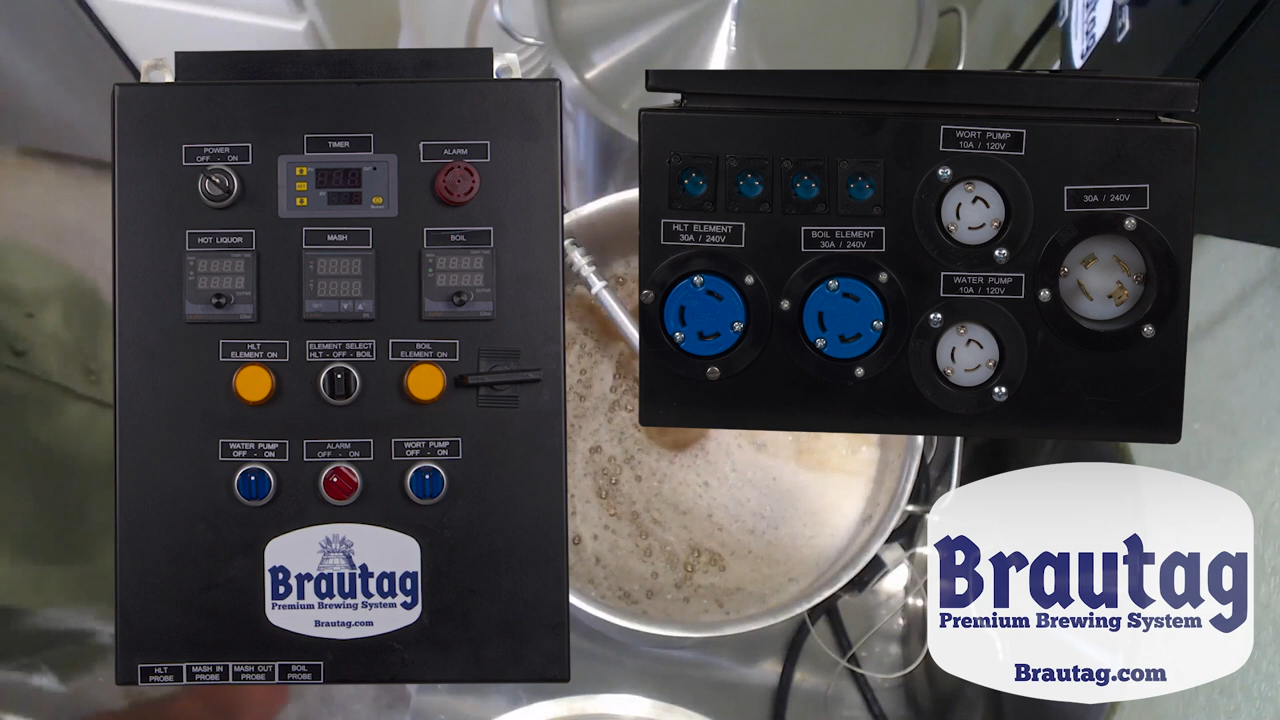 POWER
OFF - ON
TIMER
ALARM
HOT LIQUOR
MASH
BOIL
HLT
ELEMENT ON
ELEMENT SELECT
HLT - OFF - BOIL
BOIL
ELEMENT ON
WATER PUMP
OFF - ON
ALARM
OFF - ON
WORT PUMP
OFF - ON
Brautag
Premium Brewing System
Brautag.com
HLT
PROBE
MASH IN
PROBE
MASH OUT
PROBE
BOIL
PROBE
WORT PUMP
10A / 120V
HLT ELEMENT
30A / 240V
BOIL ELEMENT
30A / 240V
30A / 240V
WATER PUMP
10A / 120V
Brautag
Premium Brewing System
Brautag.com